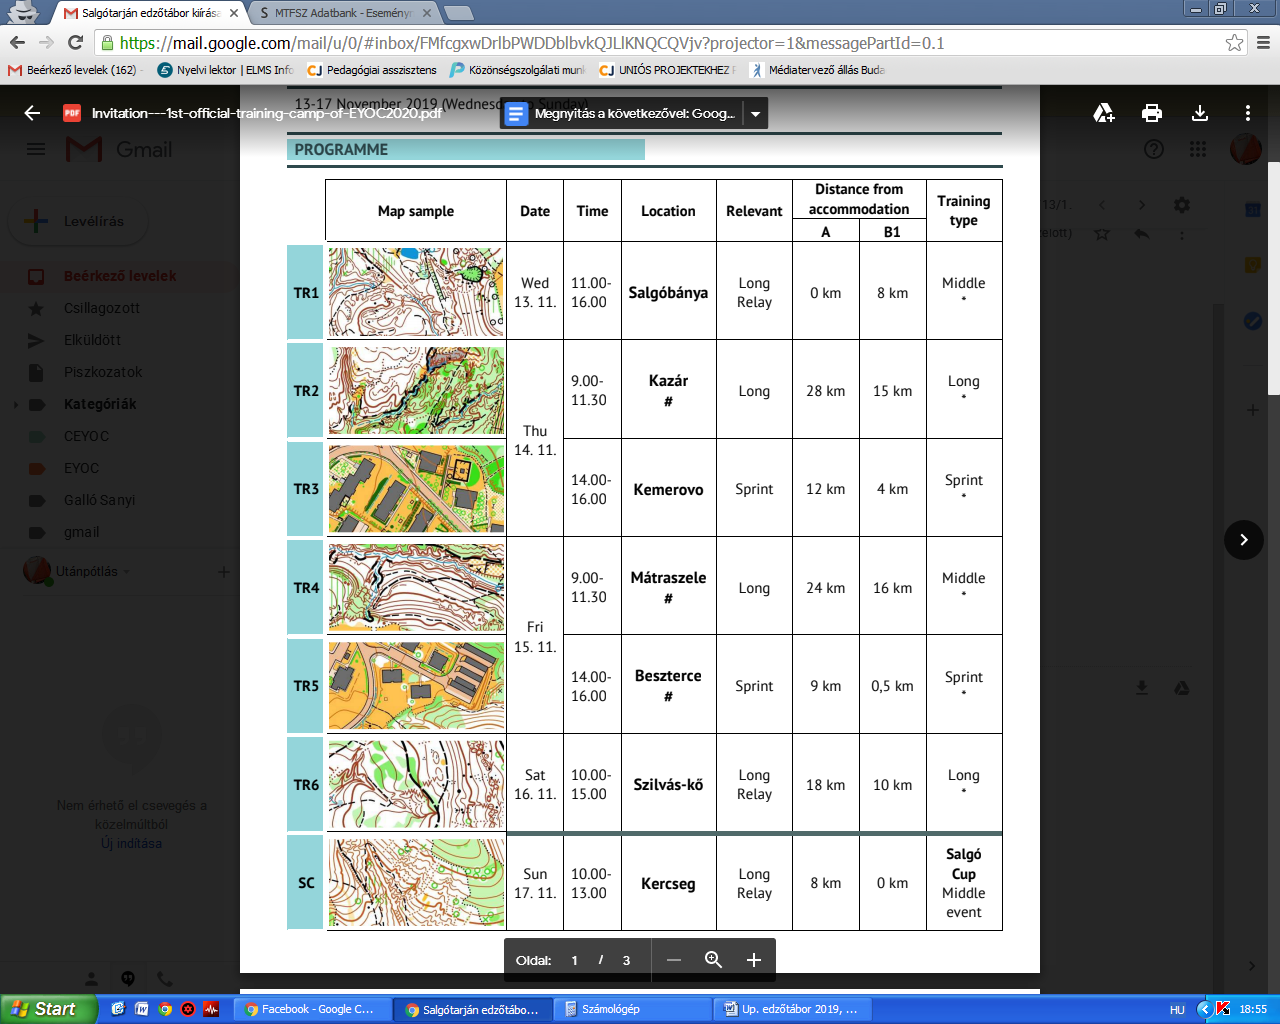 Salgótarján edzőtábor kiírás
MTFSZ Adatbank - Esemény
https://mail.google.com/mail/u/0/#inbox/FMfcgxwDrlbPWDDblbvkQJLlKNQCQVjv?projector=1&messagePartId=0.1
Beérkező levelek (162) -
Nyelvi lektor | ELMS Info
Pedagógiai asszisztens
Közönségszolgálati mun
UNIÓS PROJEKTEKHEZ
Médiatervező állás Buda
13-17 November 2019 (Wednesday to Sunday)
Invitation---1st-official-training-camp-of-EYOC2020.pdf
Megnyitás a következővel: Goog...
PDF
Gmail
PROGRAMME
Levélírás
Beérkező levelek
Csillagozott
Elküldött
Piszkozatok
Kategóriák
CEYOC
EYOC
Galló Sanyi
gmail
Utánpótlás
Nem érhető el csevegés a
közelmúltból
Új indítása
13/1.
Map sample Date Time Location Relevant Distance from accommodation Training type
A B1
TR1 Wed 13. 11. 11.00-16.00 Salgóbánya Long Relay 0 km 8 km Middle *
TR2 Thu 14. 11. 9.00-11.30 Kazár # Long 28 km 15 km Long *
TR3 14.00-16.00 Kemerovo Sprint 12 km 4 km Sprint *
TR4 Fri 15. 11. 9.00-11.30 Mátraszele # Long 24 km 16 km Middle *
TR5 14.00-16.00 Beszterce # Sprint 9 km 0,5 km Sprint *
TR6 Sat 16. 11. 10.00-15.00 Szilvás-kő Long Relay 18 km 10 km Long *
SC Sun 17. 11. 10.00-13.00 Kercseg Long Relay 8 km 0 km Salgó Cup Middle event
Oldal: 1 / 3
Start
Facebook - Google C...
Salgótarján edzőtábo...
Számológép
Up. edzőtábor 2019, ...
HU
18:55